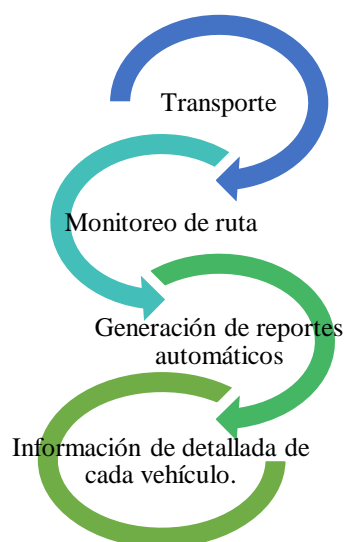 Transporte
Monitoreo de ruta
Generación de reportes
automáticos
Información de detallada de
cada vehículo.